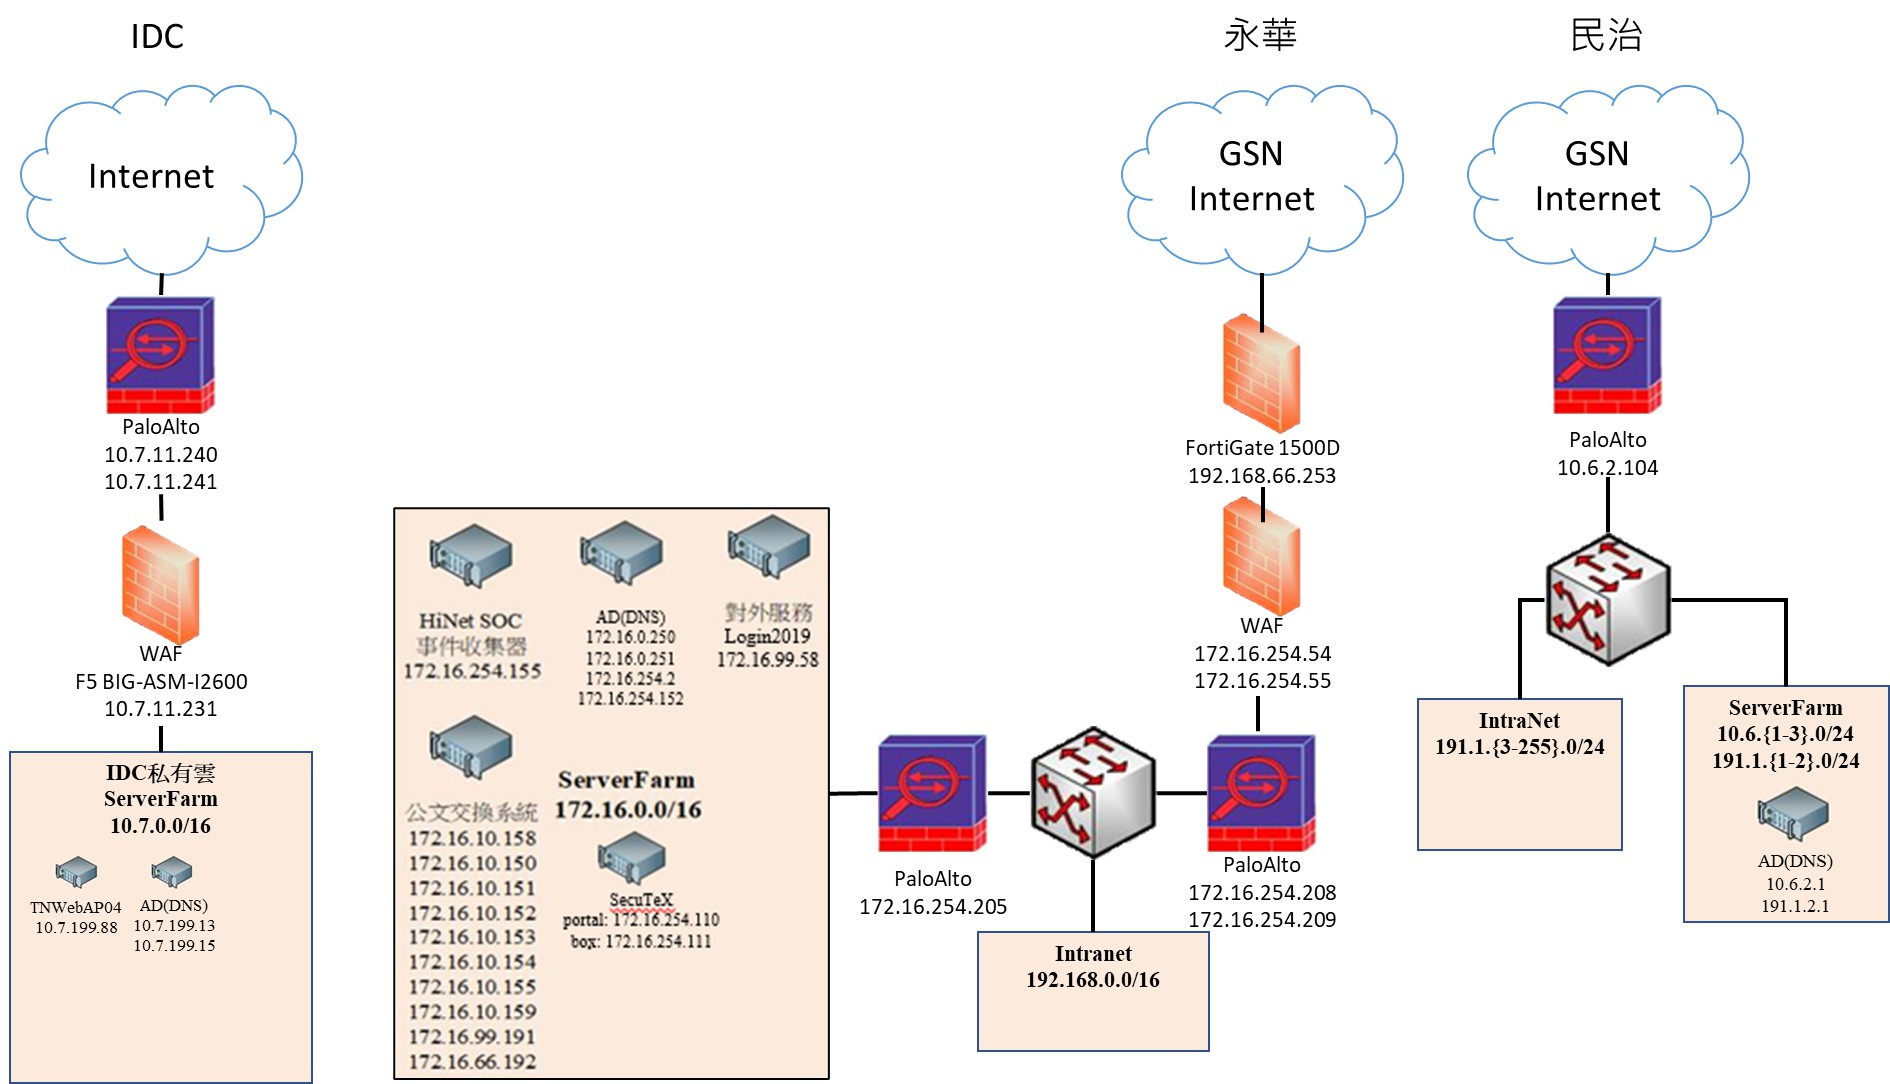 IDC
永華
民治
Internet
GSN
Internet
GSN
Internet
PaloAlto
10.7.11.240
10.7.11.241
WAF
F5 BIG-ASM-I2600
10.7.11.231
IDC私有雲
ServerFarm
10.7.0.0/16
TNWebAP04
10.7.199.88
AD(DNS)
10.7.199.13
10.7.199.15
HiNet SOC
事件收集器
172.16.254.155
AD(DNS)
172.16.0.250
172.16.0.251
172.16.254.2
172.16.254.152
對外服務
Login2019
172.16.99.58
公文交換系統
172.16.10.158
172.16.10.150
172.16.10.151
172.16.10.152
172.16.10.153
172.16.10.154
172.16.10.155
172.16.10.159
172.16.99.191
172.16.66.192
ServerFarm
172.16.0.0/16
SecuTeX
portal: 172.16.254.110
box: 172.16.254.111
PaloAlto
172.16.254.205
Intranet
192.168.0.0/16
FortiGate 1500D
192.168.66.253
WAF
172.16.254.54
172.16.254.55
PaloAlto
172.16.254.208
172.16.254.209
PaloAlto
10.6.2.104
IntraNet
191.1.{3-255}.0/24
ServerFarm
10.6.{1-3}.0/24
191.1.{1-2}.0/24
AD(DNS)
10.6.2.1
191.1.2.1